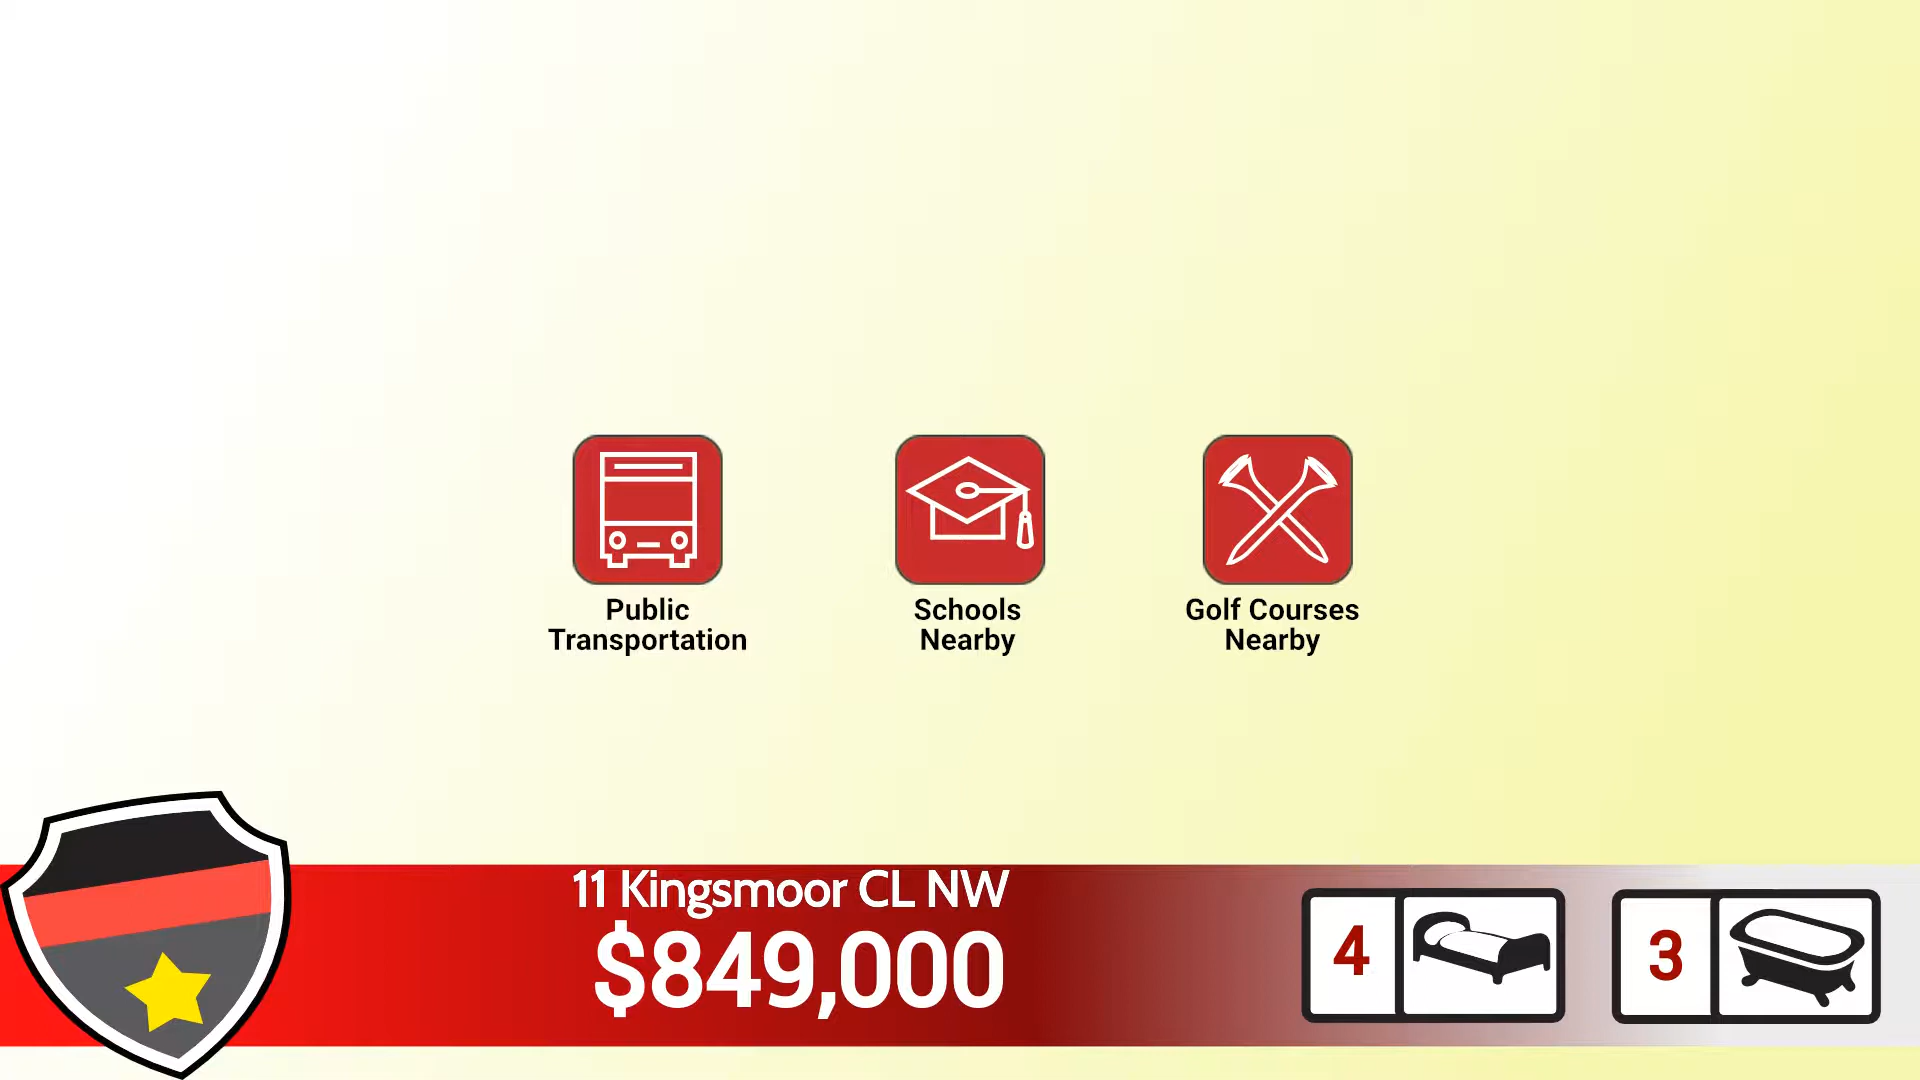 Public
Transportation
Schools
Nearby
Golf Courses
Nearby
11 Kingsmoor CL NW
$849,000
4
3